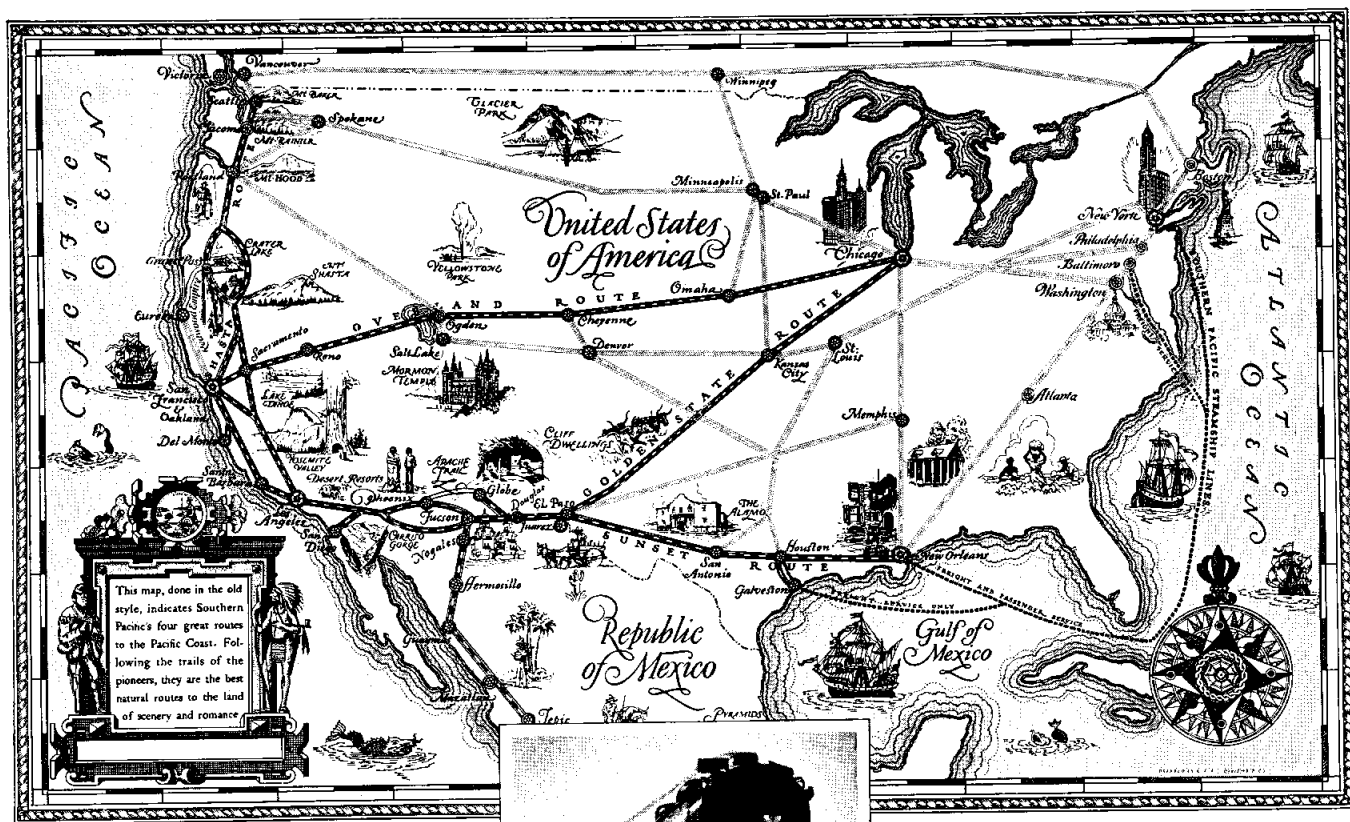 Vancouver
Victoria
Winnipeg
Seattle
MT. BAKER
Spokane
GLACIER PARK
Tacoma
MT. RAINIER
Portland
MT. HOOD
Minneapolis
St. Paul
Boston
New York
Philadelphia
Baltimore
Washington
PACIFIC
OCEAN
ATLANTIC
OCEAN
United States
of America
CRATER
LAKE
MT.
SHASTA
YELLOWSTONE
PARK
Chicago
Omaha
Eureka
SHASTA
Sacramento
Reno
OVERLAND ROUTE
Ogden
Cheyenne
Salt Lake
MORMON
TEMPLE
Denver
Kansas
City
St.
Louis
San
Francisco
&
Oakland
LAKE
TAHOE
Del Monte
YOSEMITE
VALLEY
CLIFF
DWELLINGS
GOLDEN STATE ROUTE
Memphis
Atlanta
Santa
Barbara
Desert Resorts
APACHE
TRAIL
Los
Angeles
Phoenix
Globe
Tucson
Douglas
El Paso
Juarez
San
Diego
CARRISO
GORGE
Nogales
THE
ALAMO
SUNSET ROUTE
San
Antonio
Houston
New Orleans
Galveston
FREIGHT SERVICE ONLY
FREIGHT AND PASSENGER SERVICE
SOUTHERN PACIFIC STEAMSHIP LINES
Hermosillo
Guaymas
Mazatlan
Tepic
Republic
of Mexico
PYRAMIDS
Gulf of
Mexico
This map, done in the old
style, indicates Southern
Pacific's four great routes
to the Pacific Coast. Fol-
lowing the trails of the
pioneers, they are the best
natural routes to the land
of scenery and romance